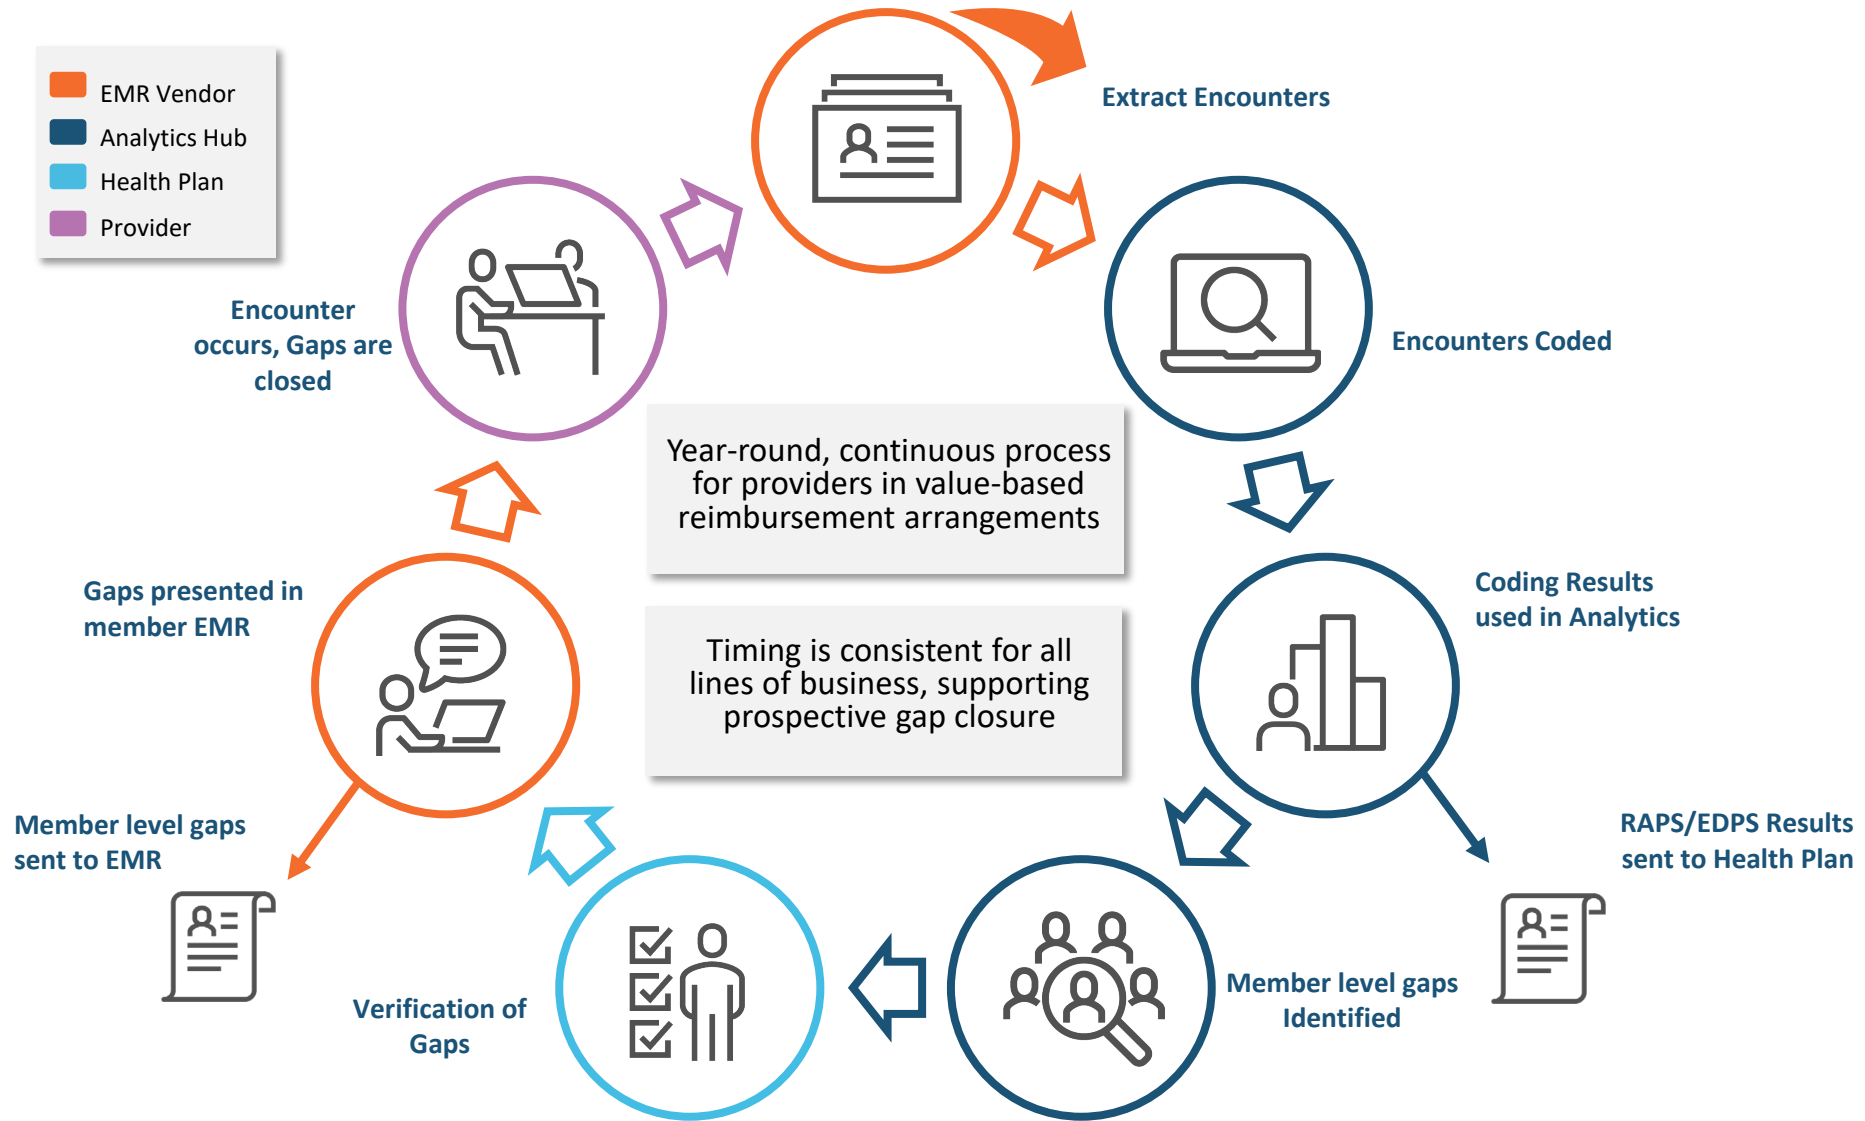 EMR Vendor
Analytics Hub
Health Plan
Provider
Extract Encounters
Encounters Coded
Coding Results
used in Analytics
RAPS/EDPS Results
sent to Health Plan
Member level gaps
Identified
Verification of
Gaps
Member level gaps
sent to EMR
Gaps presented in
member EMR
Encounter
occurs, Gaps are
closed
Year-round, continuous process
for providers in value-based
reimbursement arrangements
Timing is consistent for all
lines of business, supporting
prospective gap closure